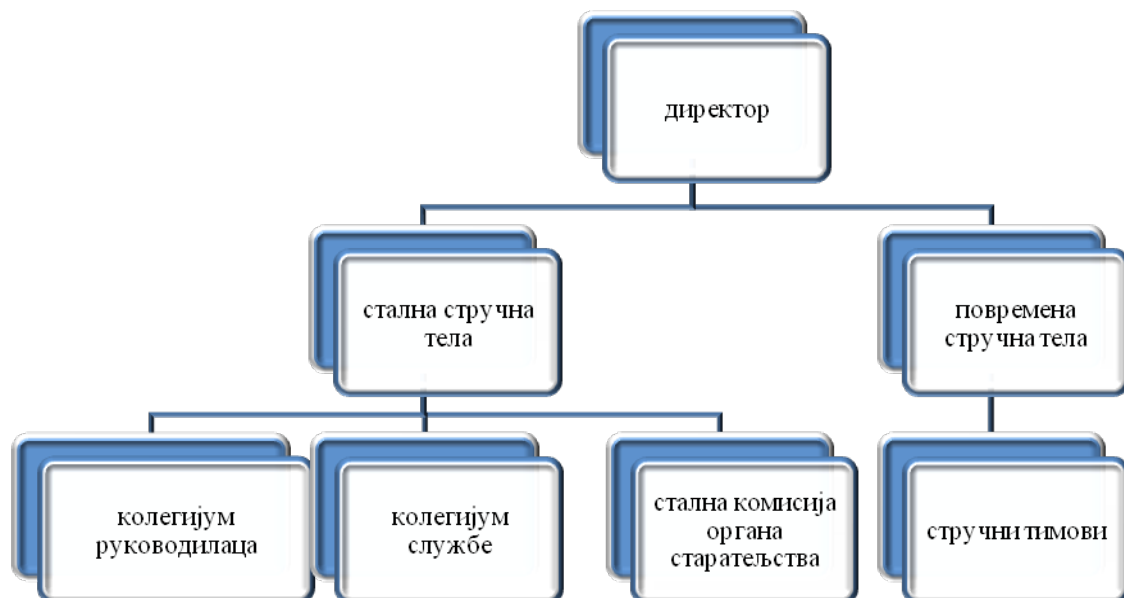 директор
стална стручна
тела
повремена
стручна тела
колегијум
руководилаца
колегијум
службе
стална комисија
органа
старатељства
стручни тимови